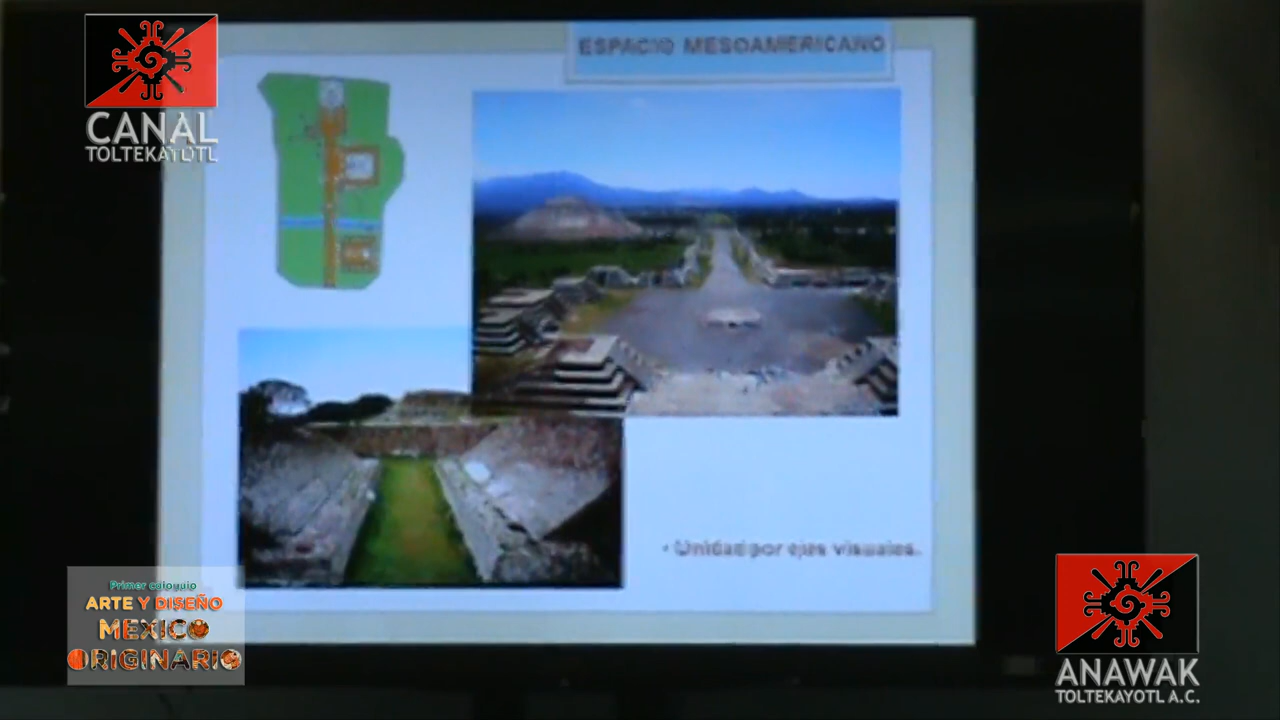 CANAL
TOLTEKAYOTL
ESPACIO MESOAMERICANO
• Unidad por ejes visuales.
Primer coloquio
ARTE Y DISEÑO
MEXICO
ORIGINARIO
ANAWAK
TOLTEKAYOTL A.C.